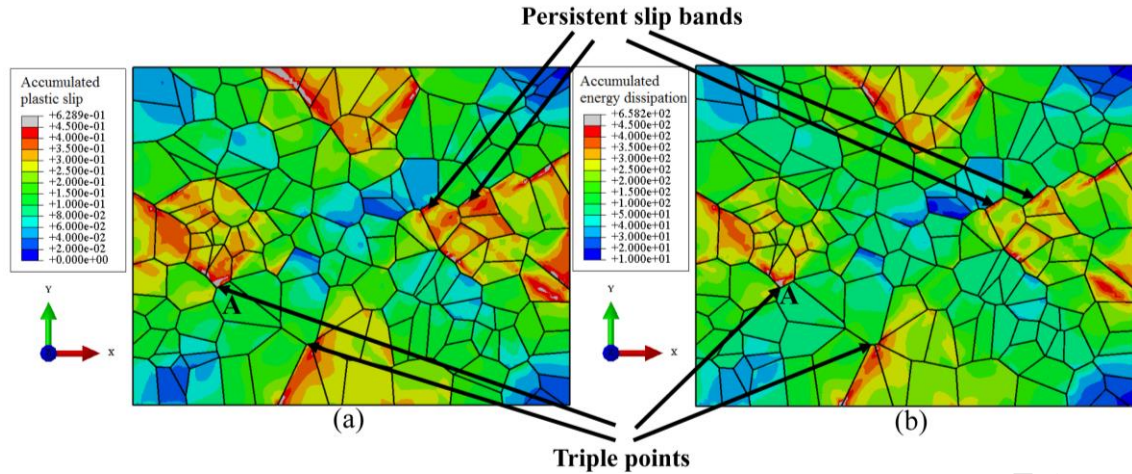 Persistent slip bands
Accumulated
plastic slip
+6.289e-01
+4.500e-01
+4.000e-01
+3.500e-01
+3.000e-01
+2.500e-01
+2.000e-01
+1.500e-01
+1.000e-01
+8.000e-02
+6.000e-02
+4.000e-02
+2.000e-02
+0.000e+00
Y
X
A
(a)
Accumulated
energy dissipation
+6.582e+02
+4.500e+02
+4.000e+02
+3.500e+02
+3.000e+02
+2.500e+02
+2.000e+02
+1.500e+02
+1.000e+02
+5.000e+01
+4.000e+01
+3.000e+01
+2.000e+01
+1.000e+01
Y
X
A
(b)
Triple points